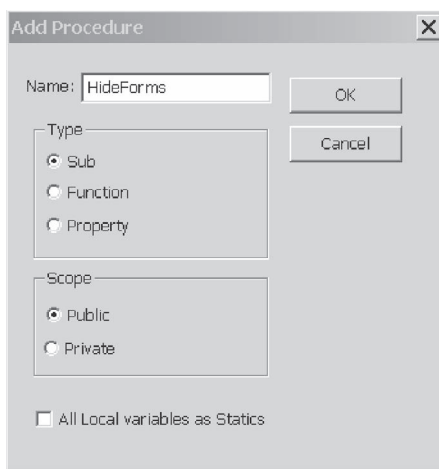 Add Procedure
Name: HideForms
OK
Cancel
Type
Sub
Function
Property
Scope
Public
Private
All Local variables as Statics